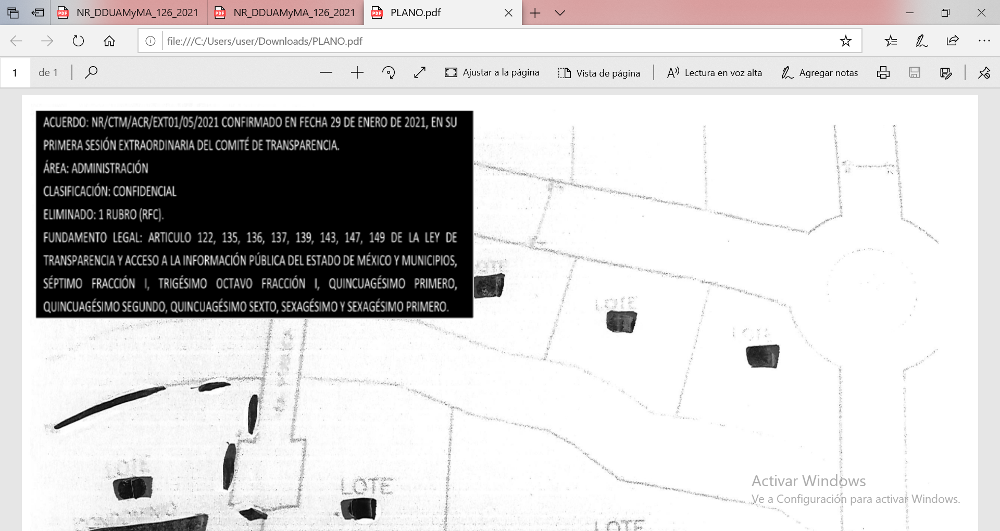 NR_DDUAMyMA_126_2021
NR_DDUAMyMA_126_2021
PLANO.pdf
file:///C:/Users/user/Downloads/PLANO.pdf
1
de 1
Ajustar a la página
Vista de página
Lectura en voz alta
Agregar notas
ACUERDO: NR/CTM/ACR/EXT01/05/2021 CONFIRMADO EN FECHA 29 DE ENERO DE 2021, EN SU
PRIMERA SESIÓN EXTRAORDINARIA DEL COMITÉ DE TRANSPARENCIA.
ÁREA: ADMINISTRACIÓN
CLASIFICACIÓN: CONFIDENCIAL
ELIMINADO: 1 RUBRO (RFC).
FUNDAMENTO LEGAL: ARTICULO 122, 135, 136, 137, 139, 143, 147, 149 DE LA LEY DE
TRANSPARENCIA Y ACCESO A LA INFORMACIÓN PÚBLICA DEL ESTADO DE MÉXICO Y MUNICIPIOS,
SÉPTIMO FRACCIÓN I, TRIGÉSIMO OCTAVO FRACCIÓN I, QUINCUAGÉSIMO PRIMERO,
QUINCUAGÉSIMO SEGUNDO, QUINCUAGÉSIMO SEXTO, SEXAGÉSIMO Y SEXAGÉSIMO PRIMERO.
LOTE
LOTE
LOTE
LOTE
LOTE
LOTE
Activar Windows
Ve a Configuración para activar Windows.